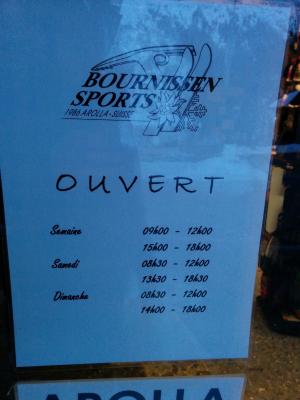 BOURNISSEN
SPORTS
1986 AROLLA - SUISSE
OUVERT
Semaine 09h00 - 12h00
15h00 - 18h00
Samedi 08h30 - 12h00
13h30 - 18h30
Dimanche 08h30 - 12h00
14h00 - 18h00
AROLLA